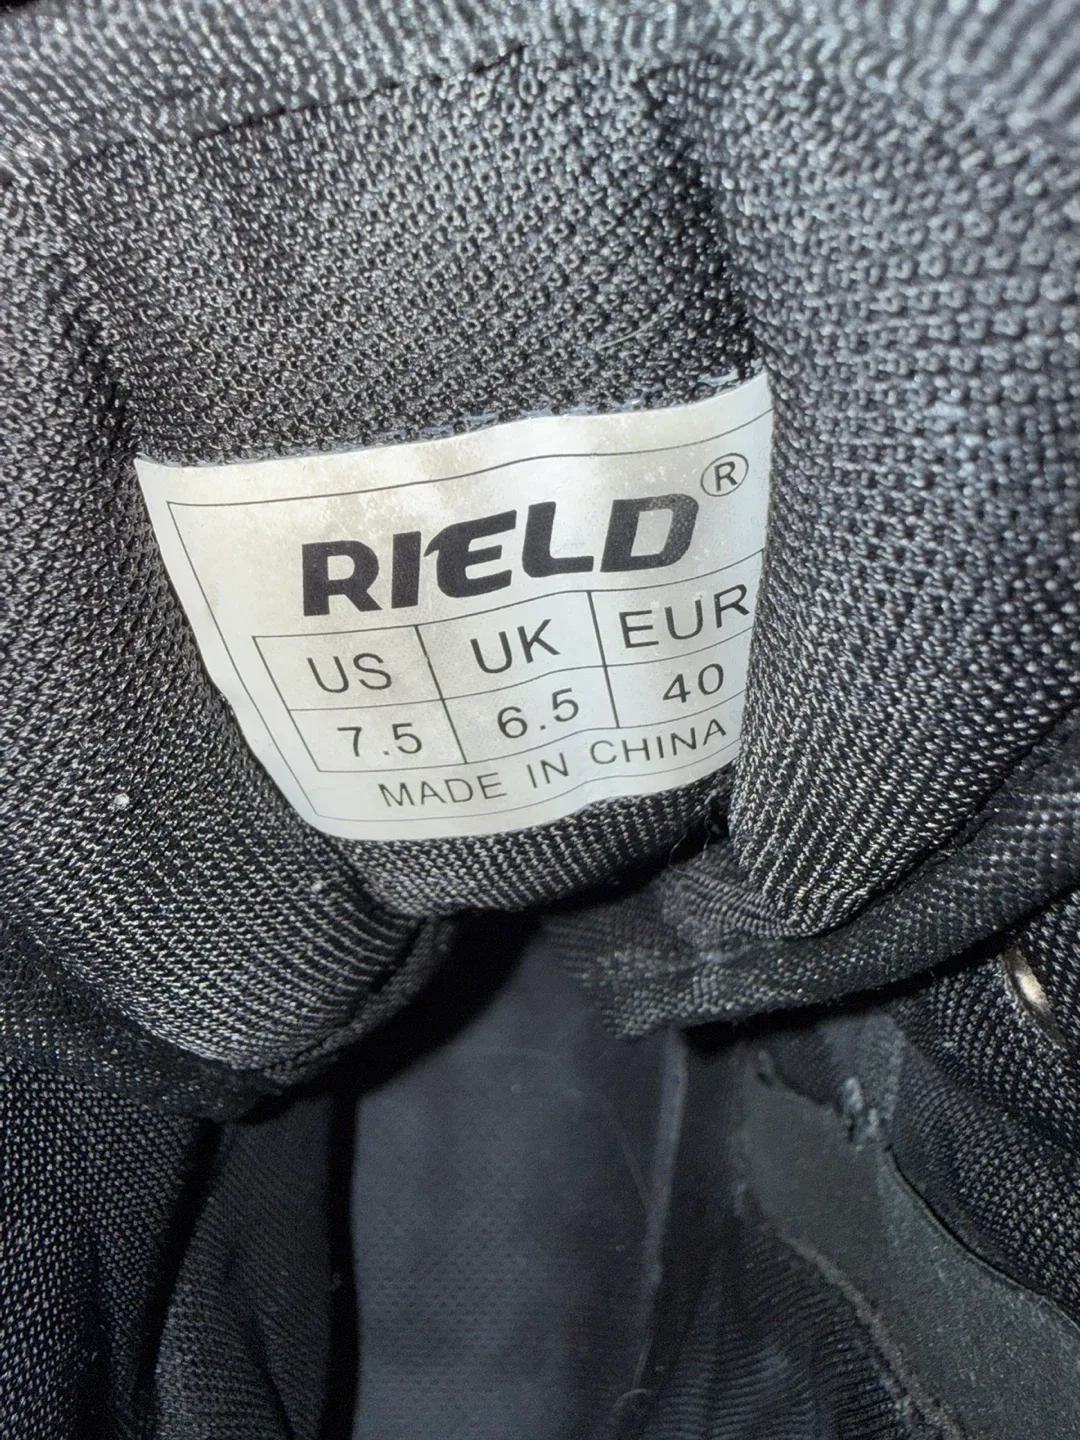 RIELD®
US UK EUR
7.5 6.5 40
MADE IN CHINA